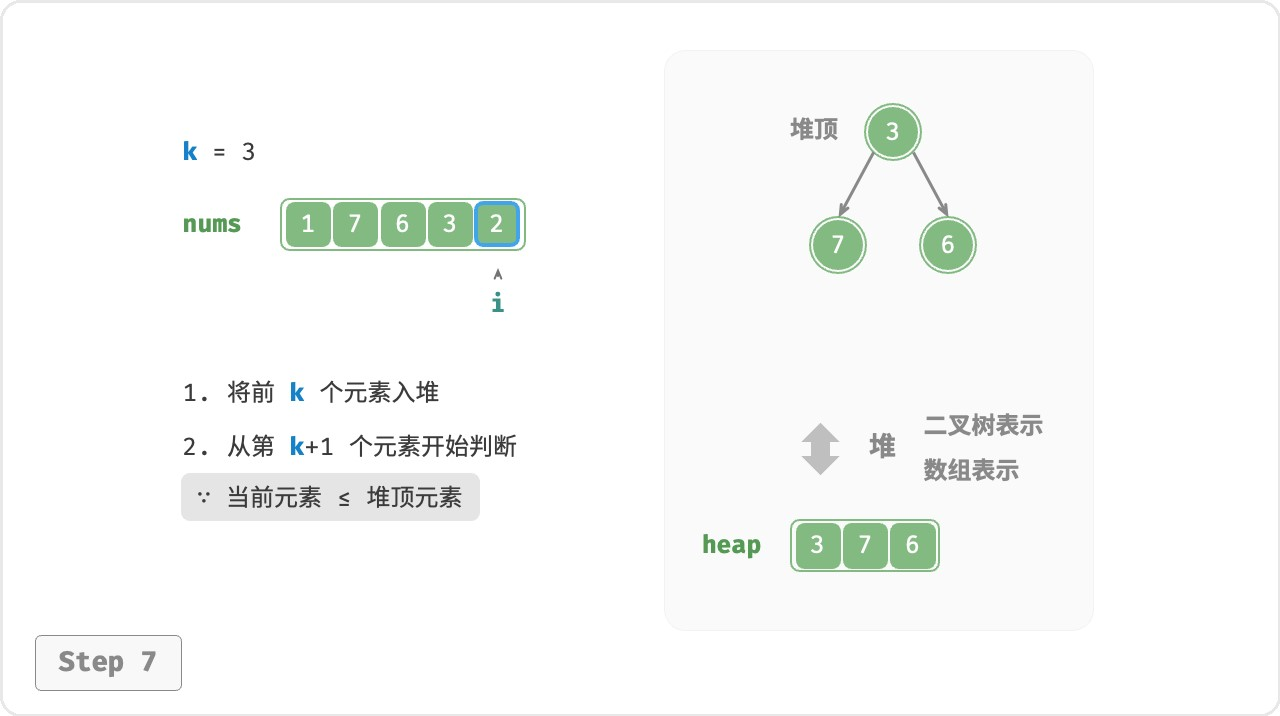 k = 3
nums 1 7 6 3 2
i
1. 将前 k 个元素入堆
2. 从第 k+1 个元素开始判断
∵ 当前元素 ≤ 堆顶元素
Step 7
堆顶 3
7 6
堆 二叉树表示
数组表示
heap 3 7 6